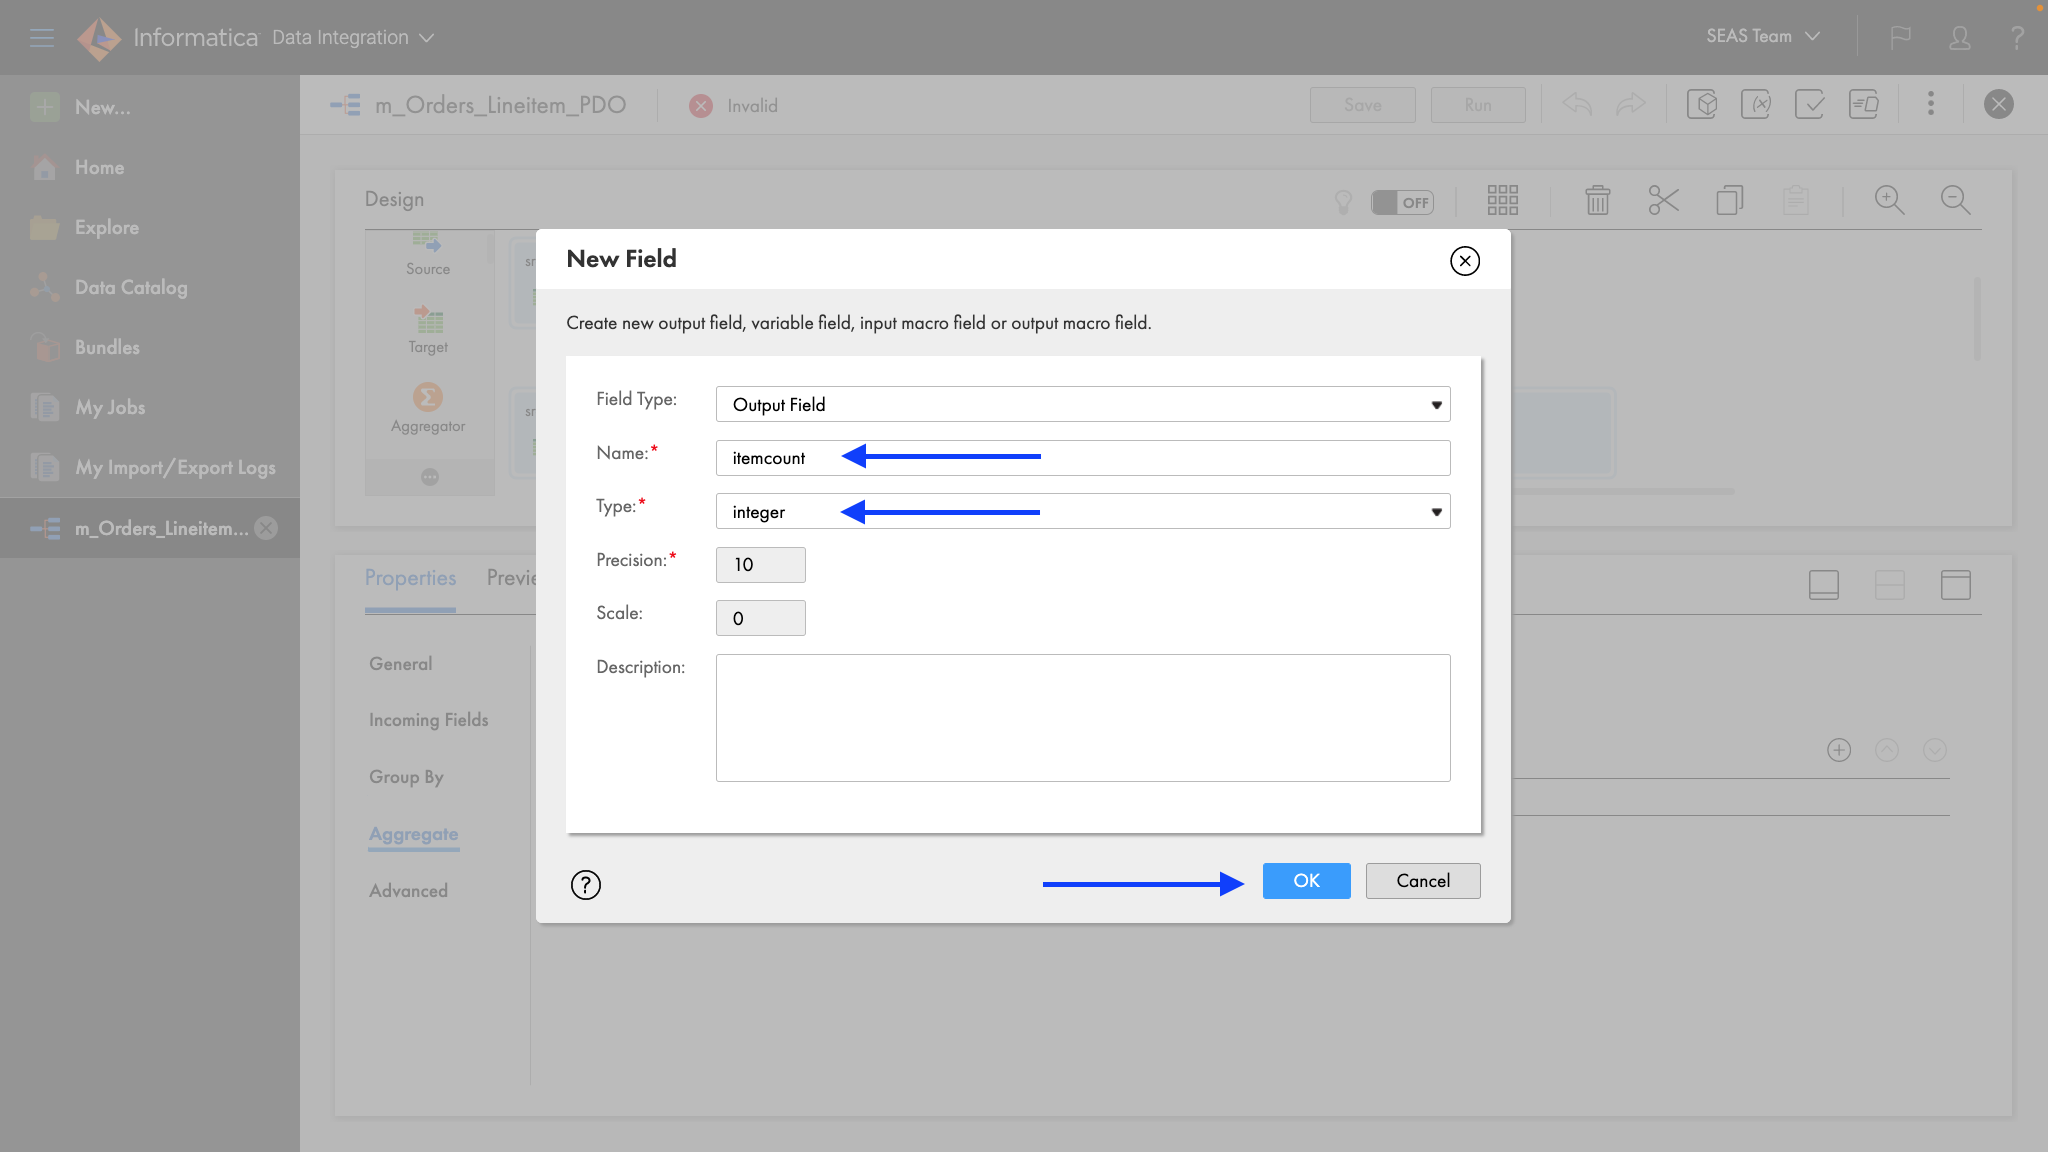 Informatica Data Integration
SEAS Team
?
New...
Home
Explore
Data Catalog
Bundles
My Jobs
My Import/Export Logs
m_Orders_Lineitem...
m_Orders_Lineitem_PDO
Invalid
Save
Run
Design
OFF
Source
Target
Aggregator
sr
sr
New Field
Create new output field, variable field, input macro field or output macro field.
Field Type:
Output Field
Name:*
itemcount
Type:*
integer
Precision:*
10
Scale:
0
Description:
?
OK
Cancel
Properties
Previe
General
Incoming Fields
Group By
Aggregate
Advanced